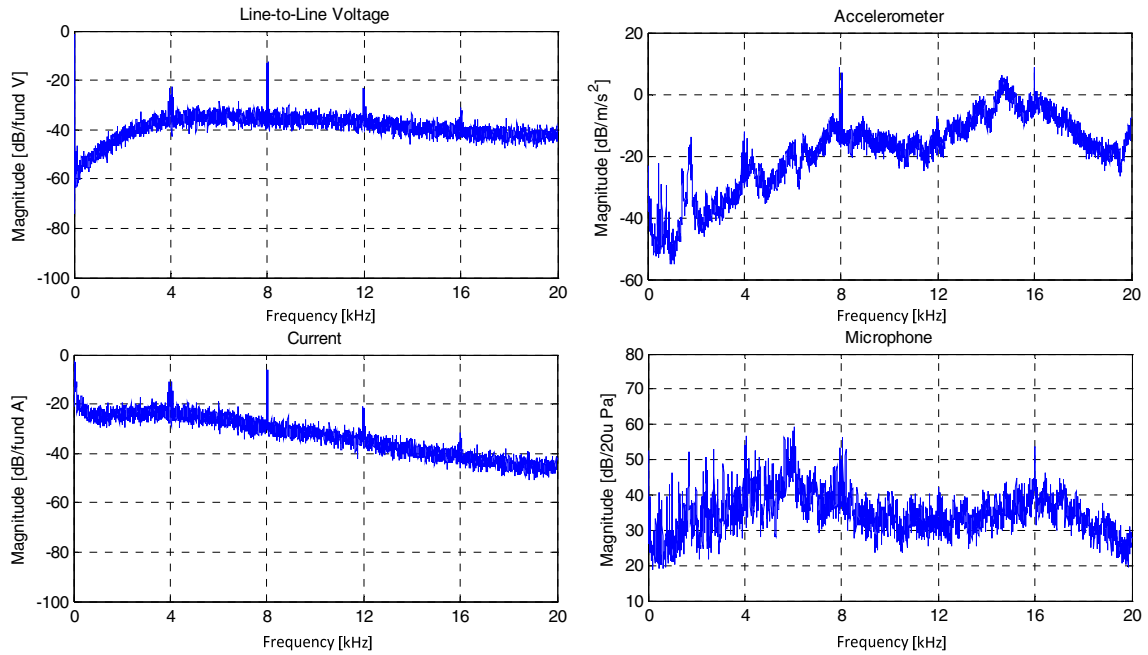 Line-to-Line Voltage
Magnitude [dB/fund V]
0
-20
-40
-60
-80
-100
0 4 8 12 16 20
Frequency [kHz]
Accelerometer
Magnitude [dB/m/s²]
20
0
-20
-40
-60
0 4 8 12 16 20
Frequency [kHz]
Current
Magnitude [dB/fund A]
0
-20
-40
-60
-80
-100
0 4 8 12 16 20
Frequency [kHz]
Microphone
Magnitude [dB/20u Pa]
80
70
60
50
40
30
20
10
0 4 8 12 16 20
Frequency [kHz]